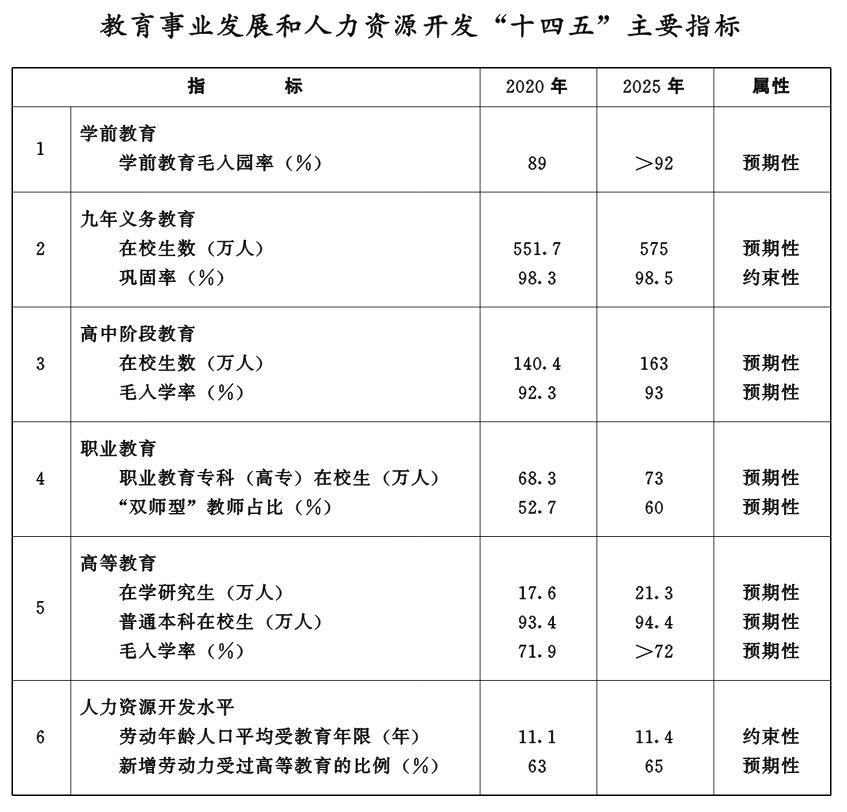 教育事业发展和人力资源开发“十四五”主要指标
指 标 2020 年 2025 年 属性
1
学前教育
学前教育毛入园率（%） 89 ＞92 预期性
九年义务教育
2 在校生数（万人） 551.7 575 预期性
巩固率（%） 98.3 98.5 约束性
高中阶段教育
3 在校生数（万人） 140.4 163 预期性
毛入学率（%） 92.3 93 预期性
职业教育
4 职业教育专科（高专）在校生（万人） 68.3 73 预期性
“双师型”教师占比（%） 52.7 60 预期性
高等教育
在学研究生（万人） 17.6 21.3 预期性
5 普通本科在校生（万人） 93.4 94.4 预期性
毛入学率（%） 71.9 ＞72 预期性
人力资源开发水平
6 劳动年龄人口平均受教育年限（年） 11.1 11.4 约束性
新增劳动力受过高等教育的比例（%） 63 65 预期性